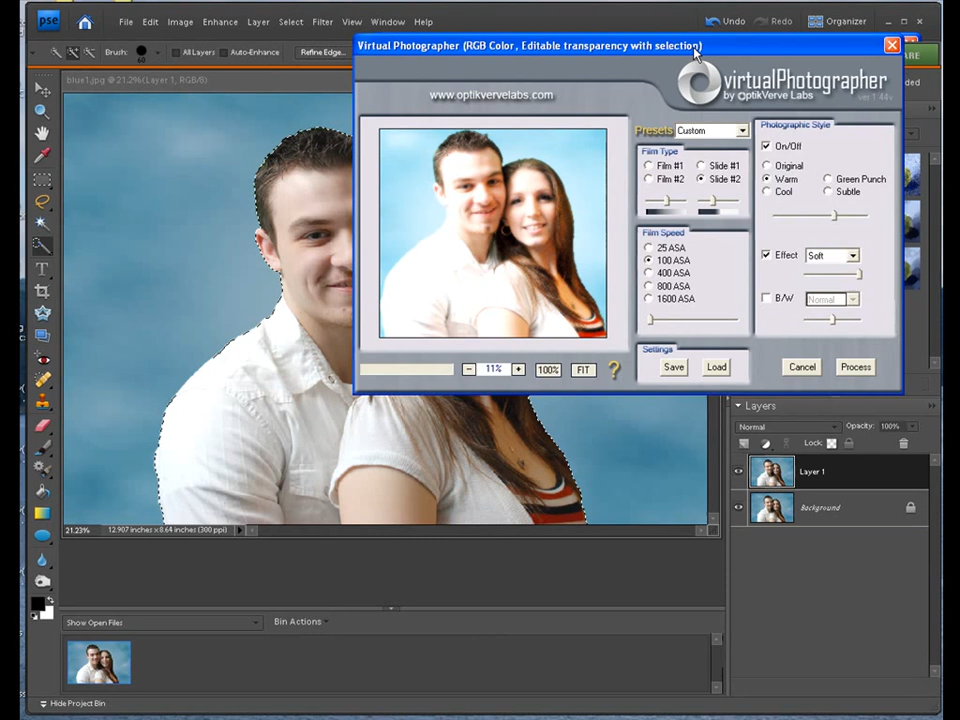 pse File Edit Image Enhance Layer Select Filter View Window Help Undo Redo Organizer
Brush: 60 All Layers Auto-Enhance Refine Edge...
Virtual Photographer (RGB Color, Editable transparency with selection)
blux1.jpg @ 21.2% (Layer 1, RGB/8)
www.optikvervelabs.com
virtualPhotographer
by OptikVerve Labs
ver 1.44v
Presets Custom
Film Type
Film #1 Slide #1
Film #2 Slide #2
Film Speed
25 ASA
100 ASA
400 ASA
800 ASA
1600 ASA
Photographic Style
On/Off
Original
Warm Green Punch
Cool Subtle
Effect Soft
B/W Normal
Settings
Save Load
Cancel Process
11% 100% FIT ?
Layers
Normal Opacity: 100%
Lock:
Layer 1
Background
21.23% 12.907 inches x 8.64 inches (300 ppi)
Show Open Files Bin Actions
Hide Project Bin